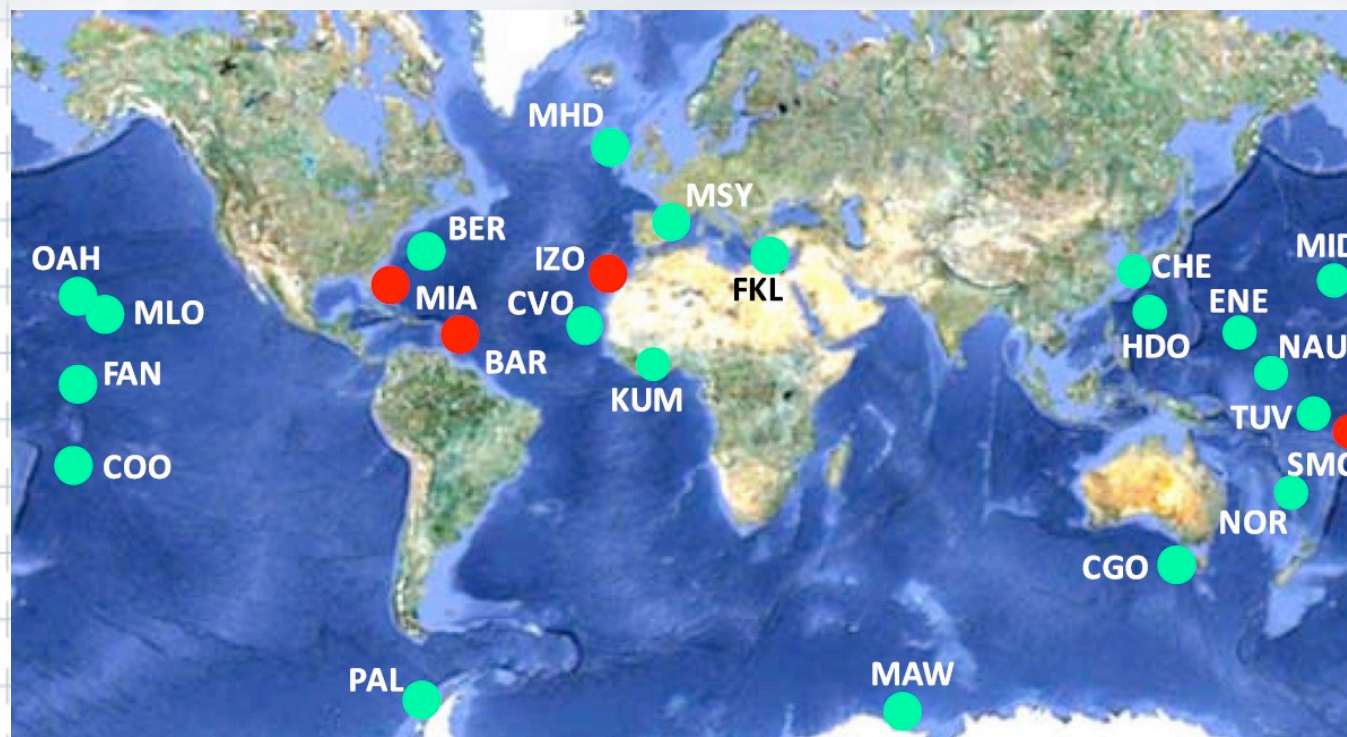 MHD
MSY
BER
IZO
OAH
MIA
CVO
FKL
MLO
BAR
KUM
FAN
COO
CHE
MID
ENE
HDO
NAU
TUV
SMO
NOR
CGO
PAL
MAW